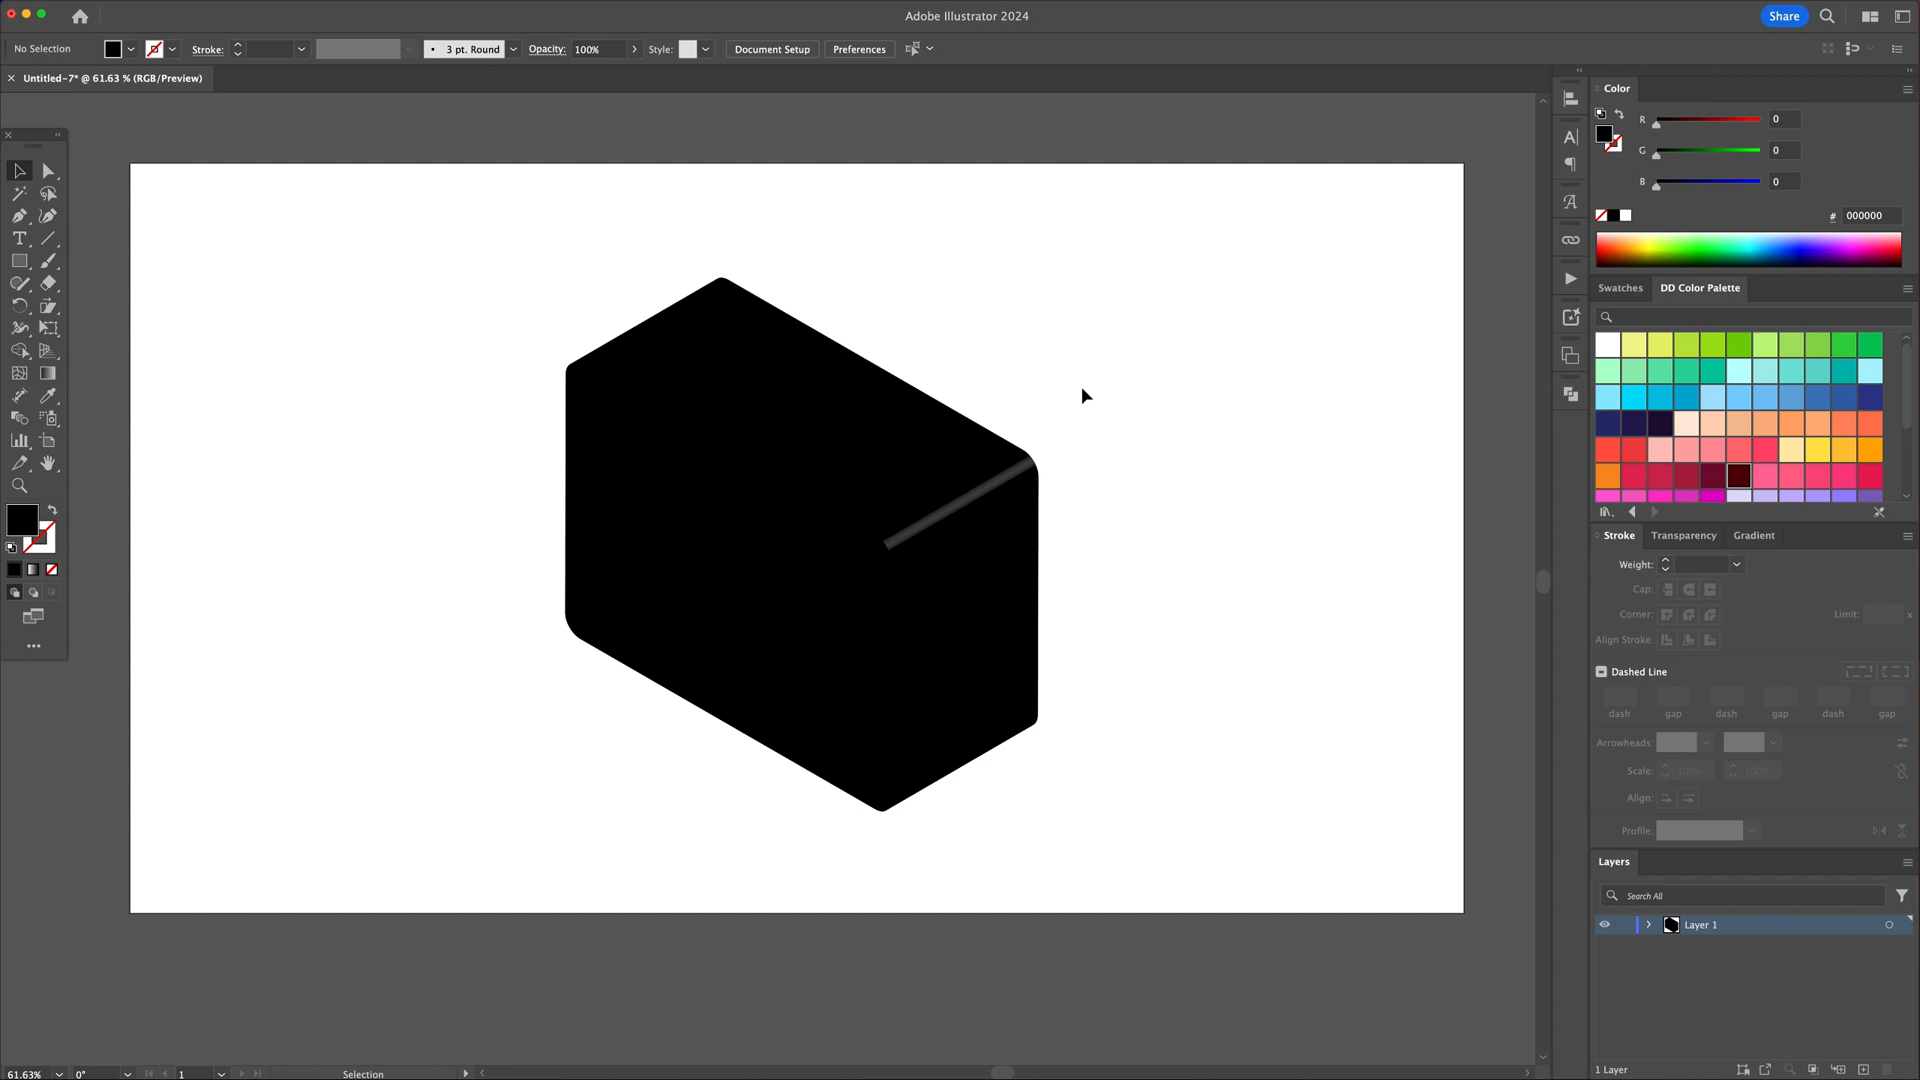 Adobe Illustrator 2024
Share
No Selection
Stroke:
3 pt. Round
Opacity:
100%
Style:
Document Setup
Preferences
Untitled-7* @ 61.63 % (RGB/Preview)
Color
R
0
G
0
B
0
# 000000
Swatches
DD Color Palette
Stroke
Transparency
Gradient
Weight:
Cap:
Corner:
Limit:
x
Align Stroke:
Dashed Line
dash
gap
dash
gap
dash
gap
Arrowheads:
Scale:
100%
100%
Align:
Profile:
Layers
Search All
Layer 1
1 Layer
61.63%
0°
1
Selection